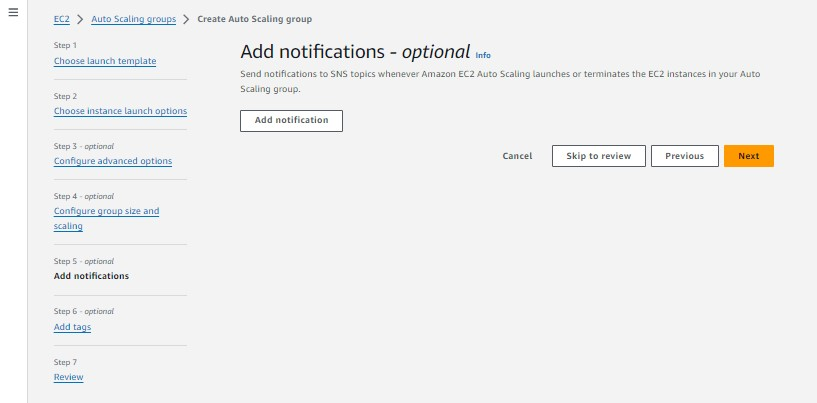 EC2 > Auto Scaling groups > Create Auto Scaling group
Step 1
Choose launch template
Step 2
Choose instance launch options
Step 3 - optional
Configure advanced options
Step 4 - optional
Configure group size and
scaling
Step 5 - optional
Add notifications
Step 6 - optional
Add tags
Step 7
Review
Add notifications - optional Info
Send notifications to SNS topics whenever Amazon EC2 Auto Scaling launches or terminates the EC2 instances in your Auto
Scaling group.
Add notification
Cancel Skip to review Previous Next